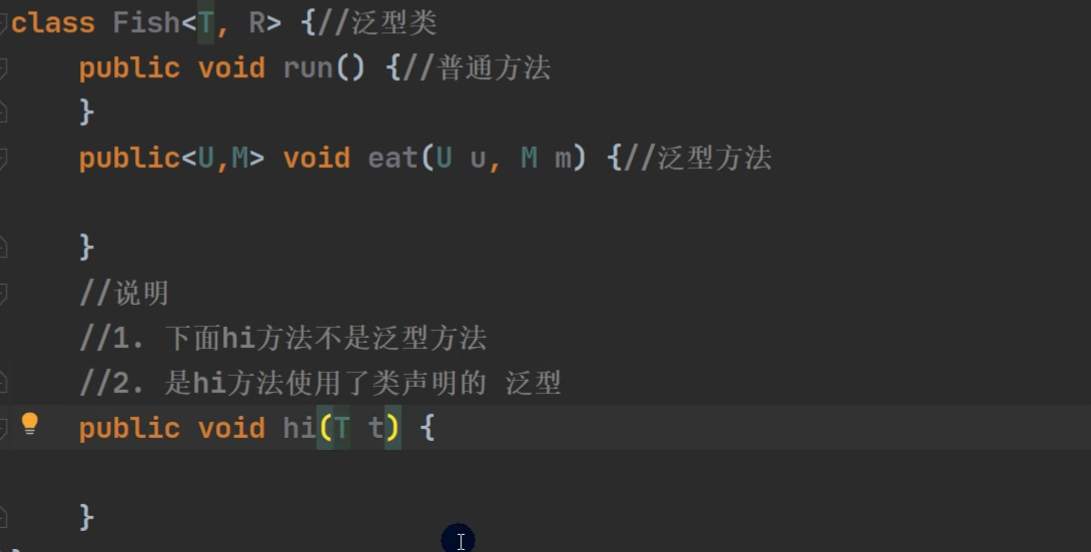 class Fish<T, R> {//泛型类
public void run() {//普通方法
}
public<U,M> void eat(U u, M m) {//泛型方法
}
//说明
//1. 下面hi方法不是泛型方法
//2. 是hi方法使用了类声明的 泛型
public void hi(T t) {
}